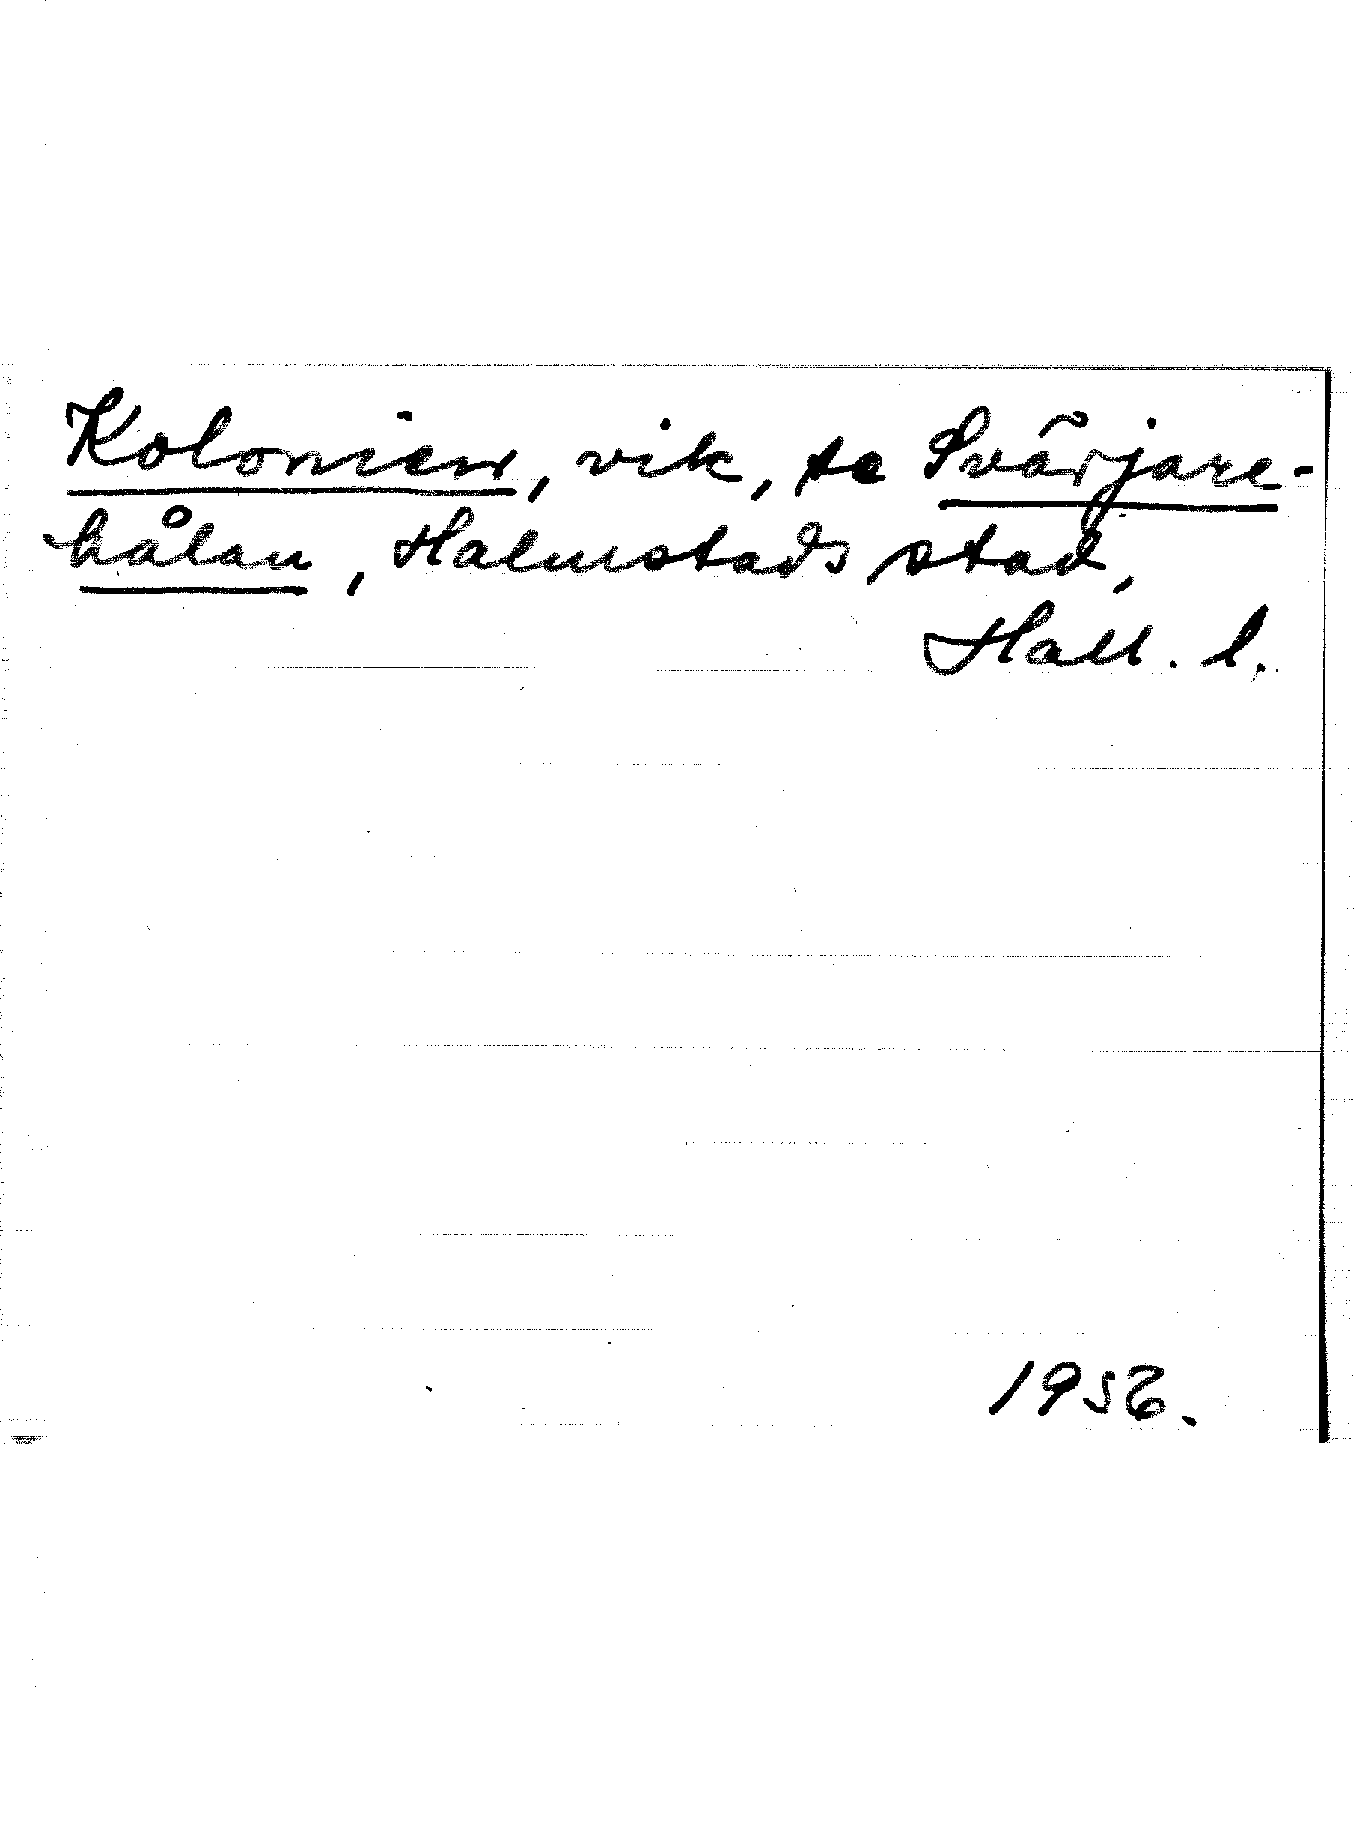 Kolonien, vik, se Svärjare-
hålan, Halmstads stad,
Hall. l.
1956.